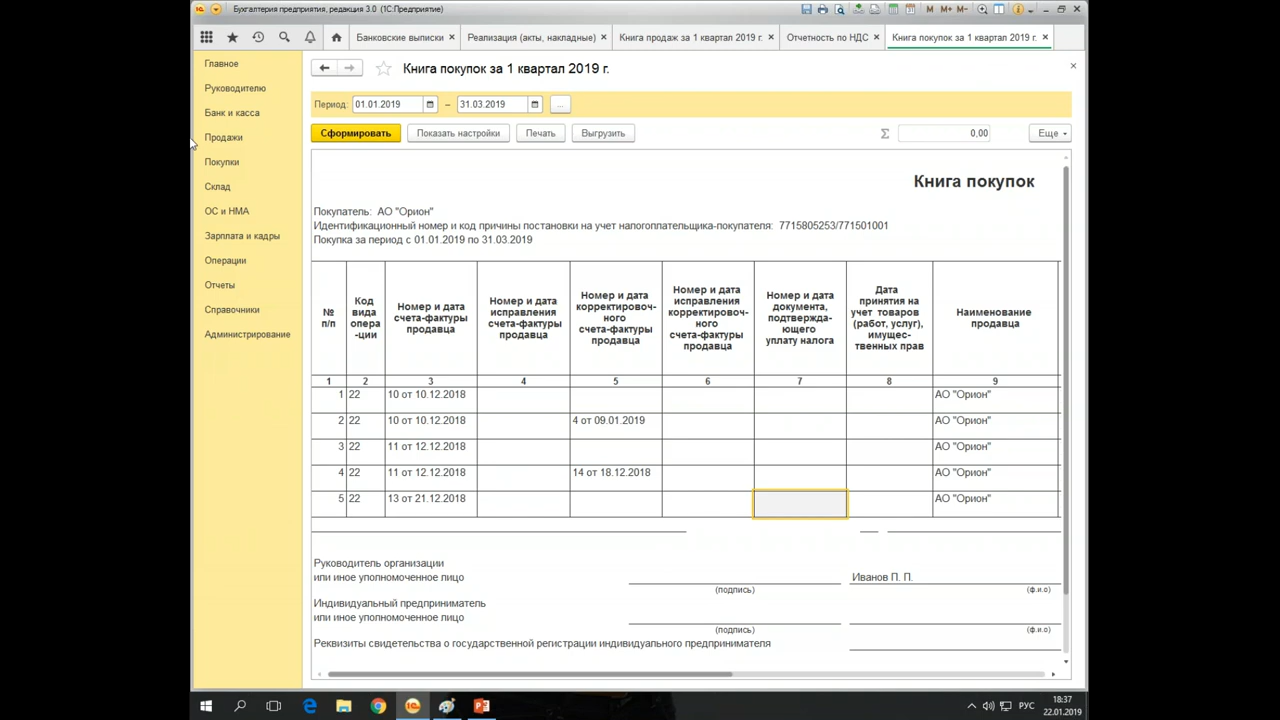 Бухгалтерия предприятия, редакция 3.0 (1С:Предприятие)
M M+ M-
Банковские выписки × Реализация (акты, накладные) × Книга продаж за 1 квартал 2019 г. × Отчетность по НДС × Книга покупок за 1 квартал 2019 г. ×
Главное
Руководителю
Банк и касса
Продажи
Покупки
Склад
ОС и НМА
Зарплата и кадры
Операции
Отчеты
Справочники
Администрирование
Книга покупок за 1 квартал 2019 г.
Период: 01.01.2019 – 31.03.2019 ...
Сформировать Показать настройки Печать Выгрузить Σ 0,00 Еще
Книга покупок
Покупатель: АО "Орион"
Идентификационный номер и код причины постановки на учет налогоплательщика-покупателя: 7715805253/771501001
Покупка за период с 01.01.2019 по 31.03.2019
№ п/п
Код вида опера-ции
Номер и дата счета-фактуры продавца
Номер и дата исправления счета-фактуры продавца
Номер и дата корректировоч-ного счета-фактуры продавца
Номер и дата исправления корректировоч-ного счета-фактуры продавца
Номер и дата документа, подтвержда-ющего уплату налога
Дата принятия на учет товаров (работ, услуг), имущес-твенных прав
Наименование продавца
1 2 3 4 5 6 7 8 9
1 22 10 от 10.12.2018 АО "Орион"
2 22 10 от 10.12.2018 4 от 09.01.2019 АО "Орион"
3 22 11 от 12.12.2018 АО "Орион"
4 22 11 от 12.12.2018 14 от 18.12.2018 АО "Орион"
5 22 13 от 21.12.2018 АО "Орион"
Руководитель организации
или иное уполномоченное лицо Иванов П. П.
(подпись) (ф.и.о)
Индивидуальный предприниматель
или иное уполномоченное лицо
(подпись) (ф.и.о)
Реквизиты свидетельства о государственной регистрации индивидуального предпринимателя
РУС
18:37
22.01.2019